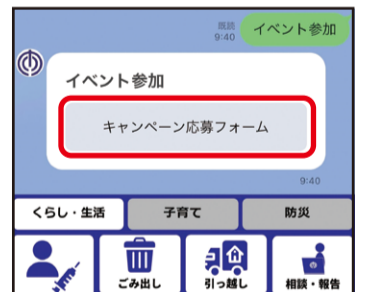 既読
9:40
イベント参加
イベント参加
キャンペーン応募フォーム
9:40
くらし・生活
子育て
防災
ごみ出し
引っ越し
相談・報告